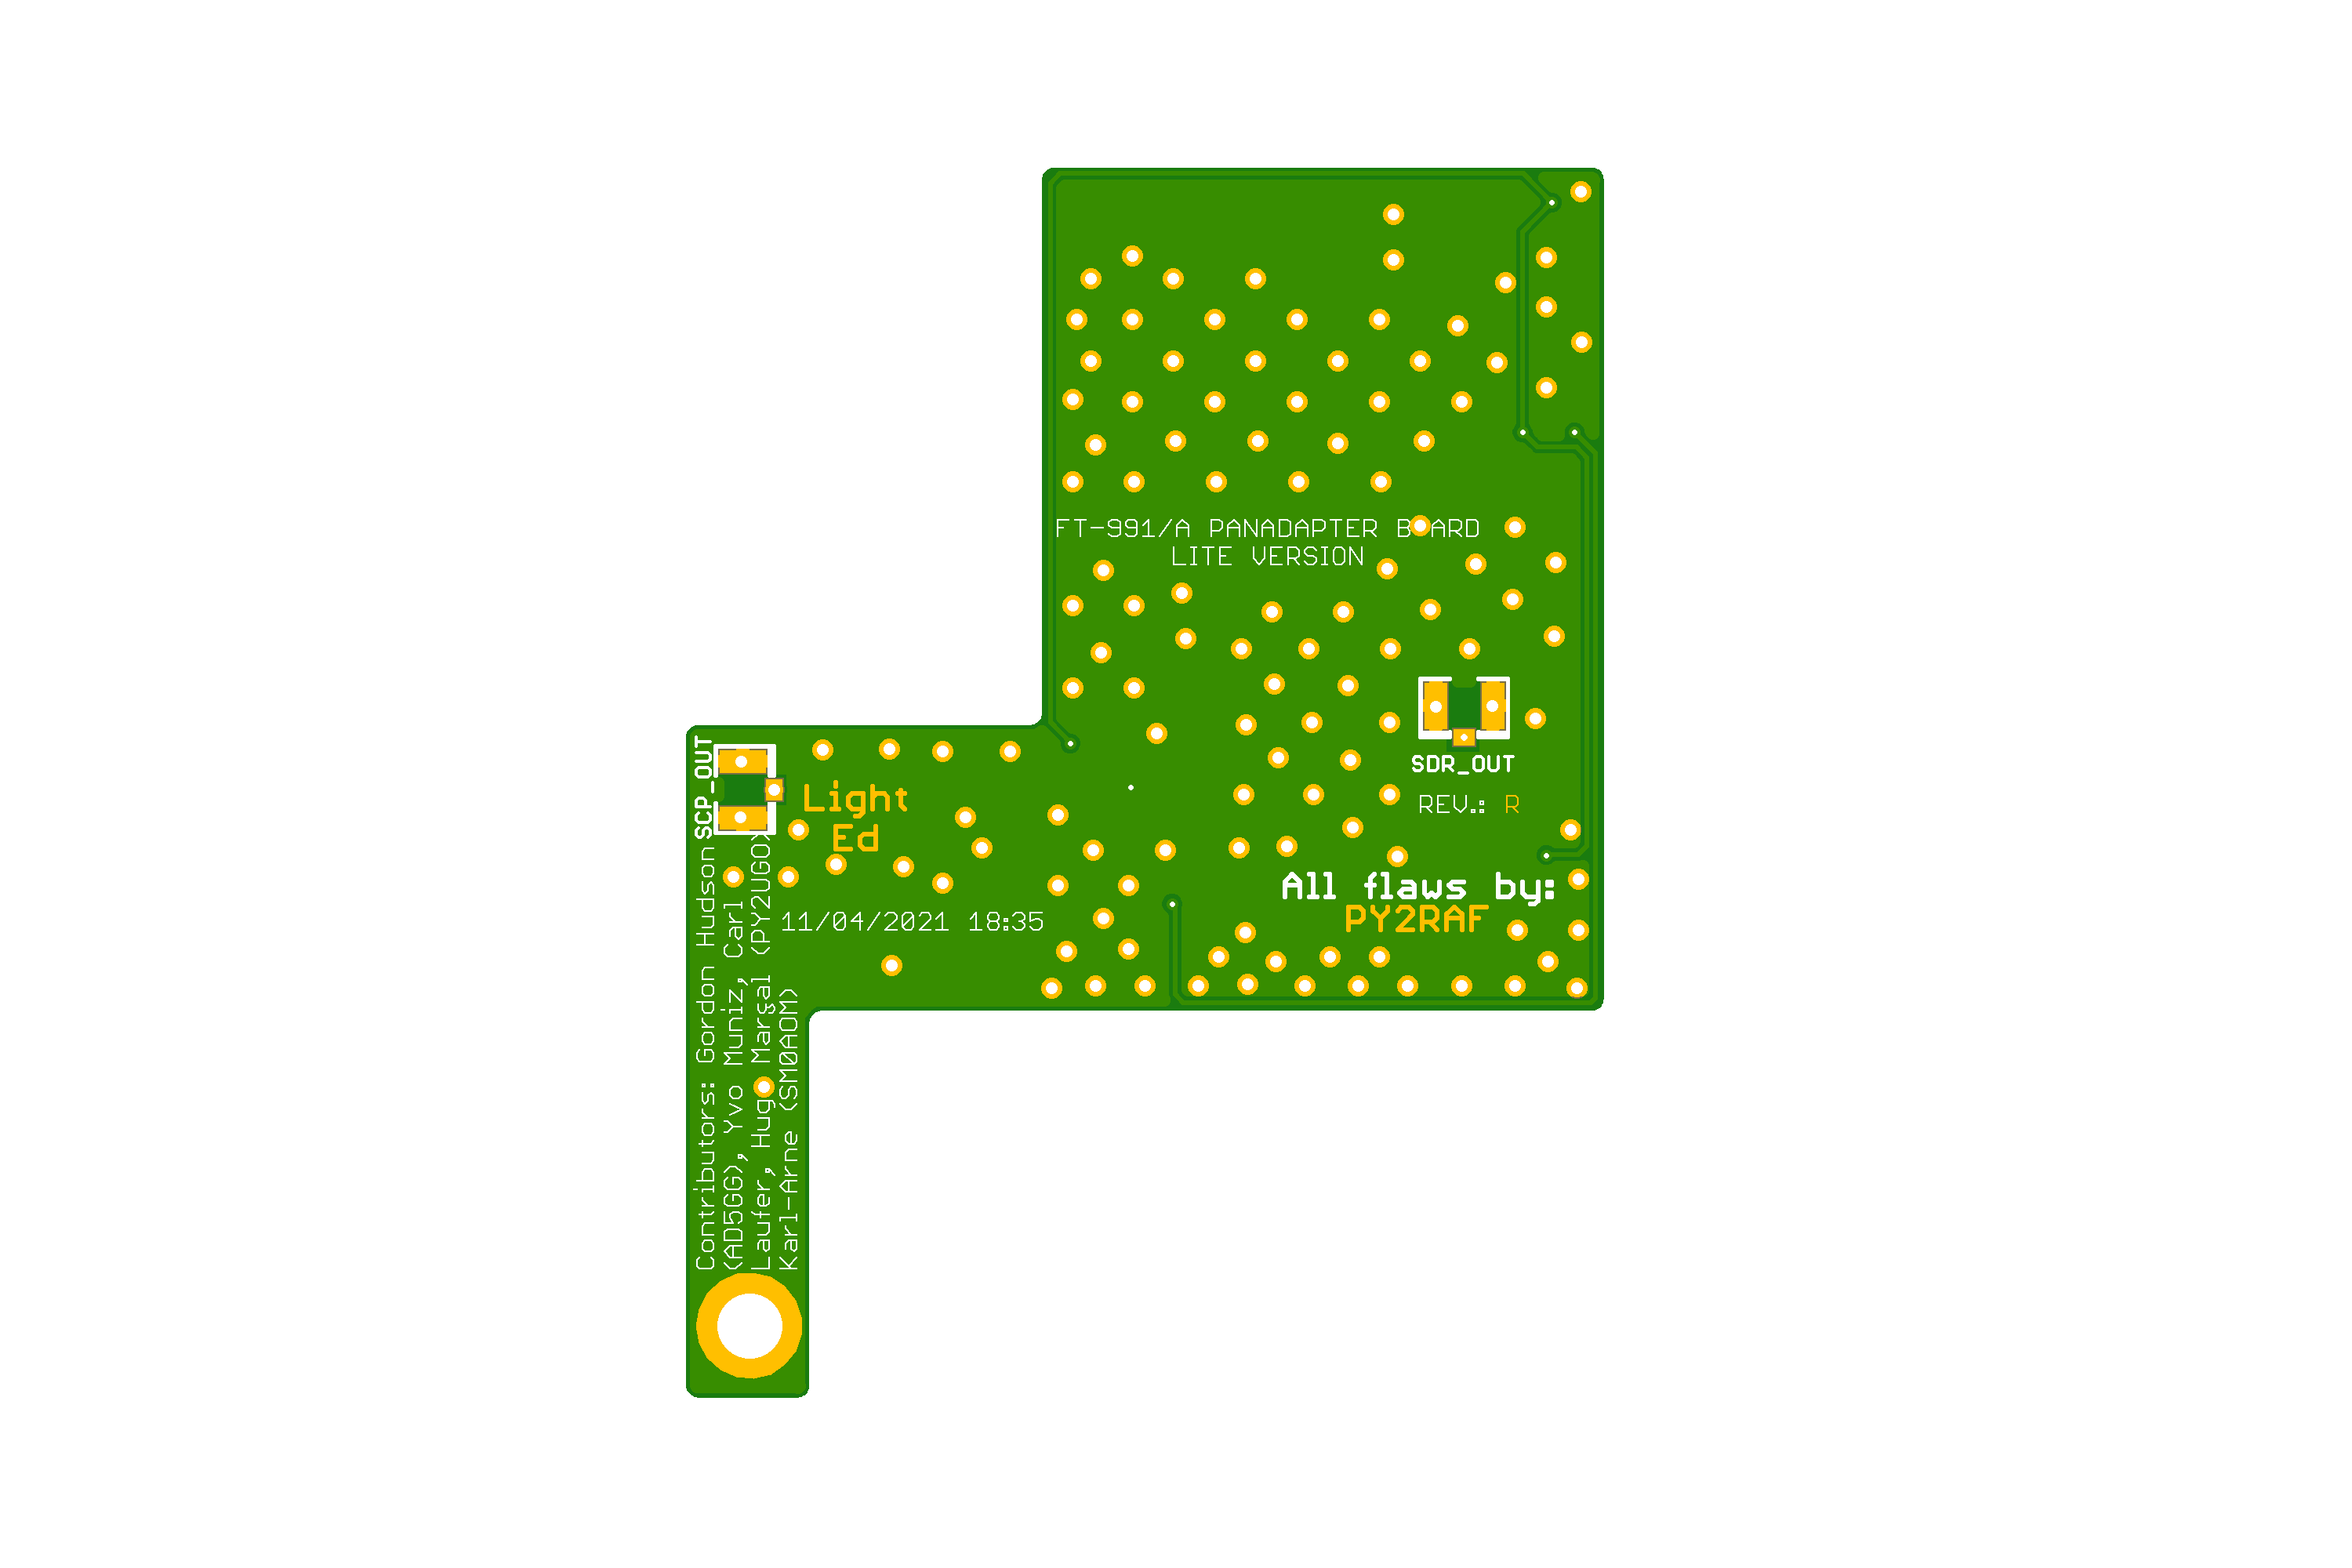 FT-991/A PANADAPTER BOARD
LITE VERSION
SDR_OUT
REV.: R
SCP_OUT
Light
Ed
All flaws by:
PY2RAF
11/04/2021 18:35
Contributors: Gordon Hudson
(AD5GG), Yvo Muniz, Carl
Laufer, Hugo Marsal (PY2UGO)
Karl-Arne (SM0AOM)